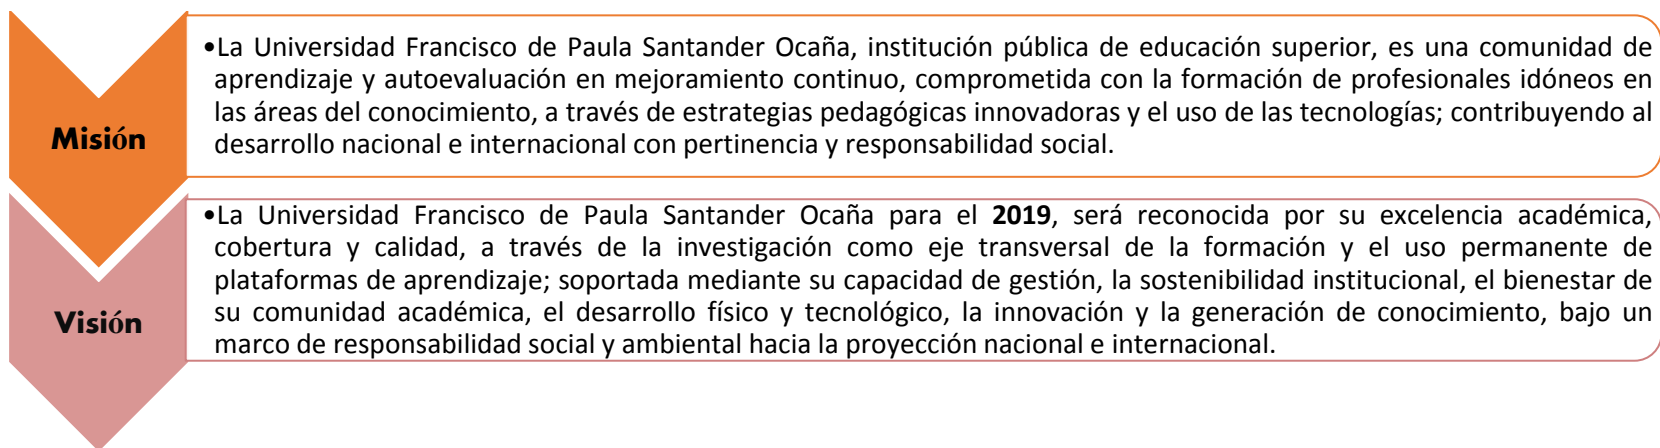 Misión
•La Universidad Francisco de Paula Santander Ocaña, institución pública de educación superior, es una comunidad de
aprendizaje y autoevaluación en mejoramiento continuo, comprometida con la formación de profesionales idóneos en
las áreas del conocimiento, a través de estrategias pedagógicas innovadoras y el uso de las tecnologías; contribuyendo al
desarrollo nacional e internacional con pertinencia y responsabilidad social.
Visión
•La Universidad Francisco de Paula Santander Ocaña para el 2019, será reconocida por su excelencia académica,
cobertura y calidad, a través de la investigación como eje transversal de la formación y el uso permanente de
plataformas de aprendizaje; soportada mediante su capacidad de gestión, la sostenibilidad institucional, el bienestar de
su comunidad académica, el desarrollo físico y tecnológico, la innovación y la generación de conocimiento, bajo un
marco de responsabilidad social y ambiental hacia la proyección nacional e internacional.